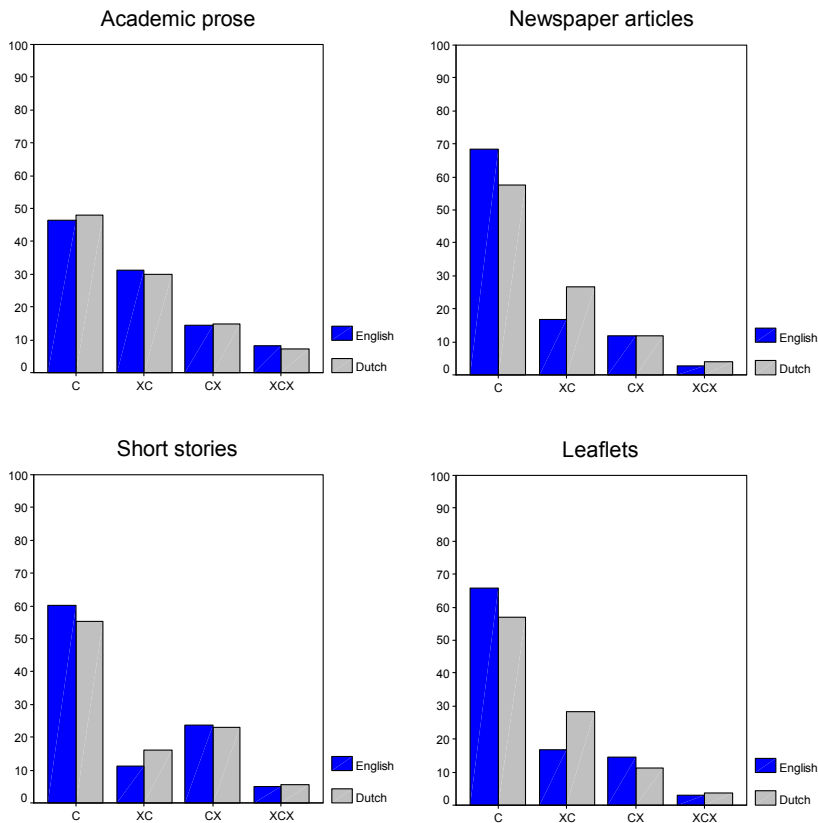 Academic prose
100
90
80
70
60
50
40
30
20
10
0
C XC CX XCX
English
Dutch
Newspaper articles
100
90
80
70
60
50
40
30
20
10
0
C XC CX XCX
English
Dutch
Short stories
100
90
80
70
60
50
40
30
20
10
0
C XC CX XCX
English
Dutch
Leaflets
100
90
80
70
60
50
40
30
20
10
0
C XC CX XCX
English
Dutch